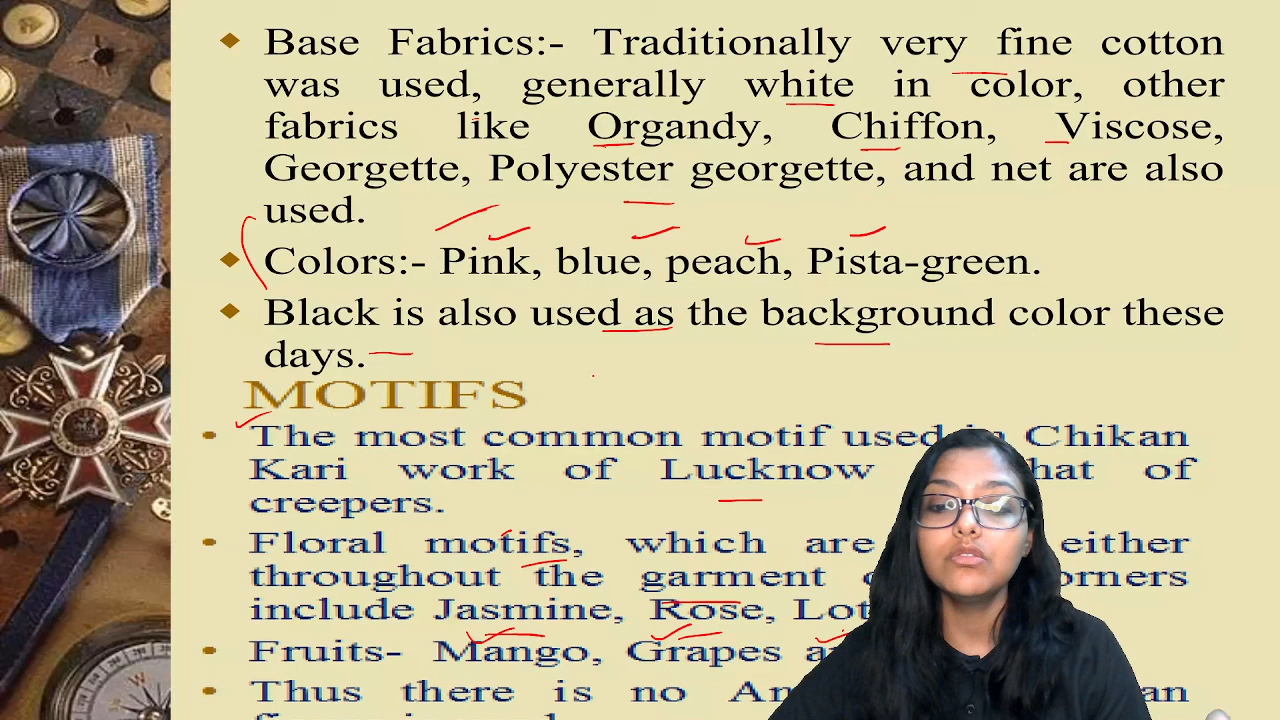 Base Fabrics:- Traditionally very fine cotton
was used, generally white in color, other
fabrics like Organdy, Chiffon, Viscose,
Georgette, Polyester georgette, and net are also
used.
Colors:- Pink, blue, peach, Pista-green.
Black is also used as the background color these
days.
MOTIFS
The most common motif used in Chikan
Kari work of Lucknow that of
creepers.
Floral motifs, which are either
throughout the garment
include Jasmine, Rose,
Fruits- Mango, Grapes
Thus there is no